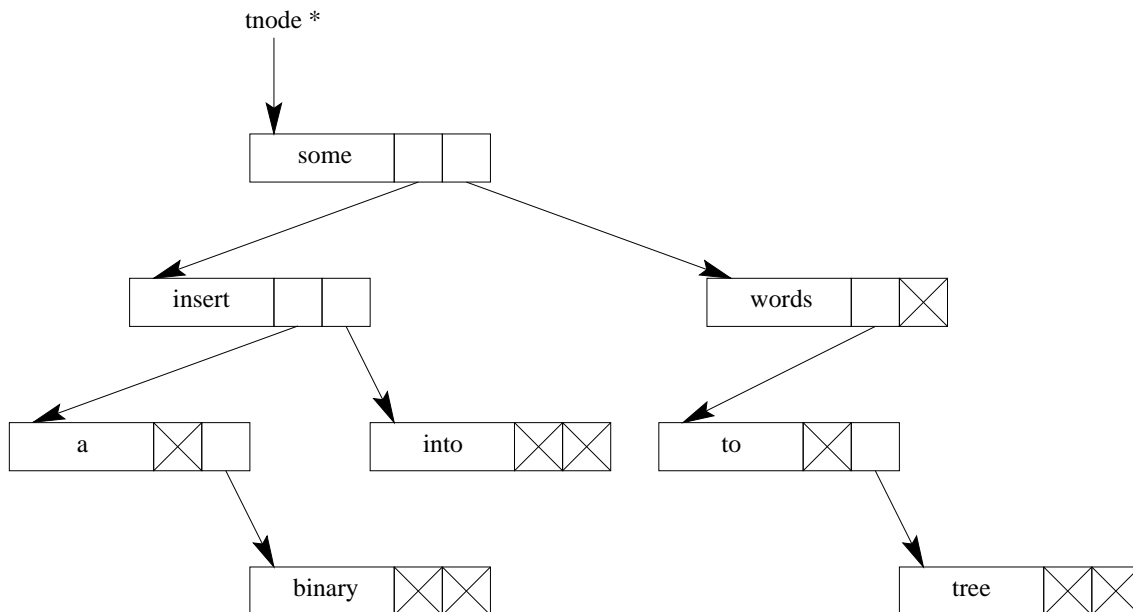 tnode *
some
insert
words
a
into
to
binary
tree